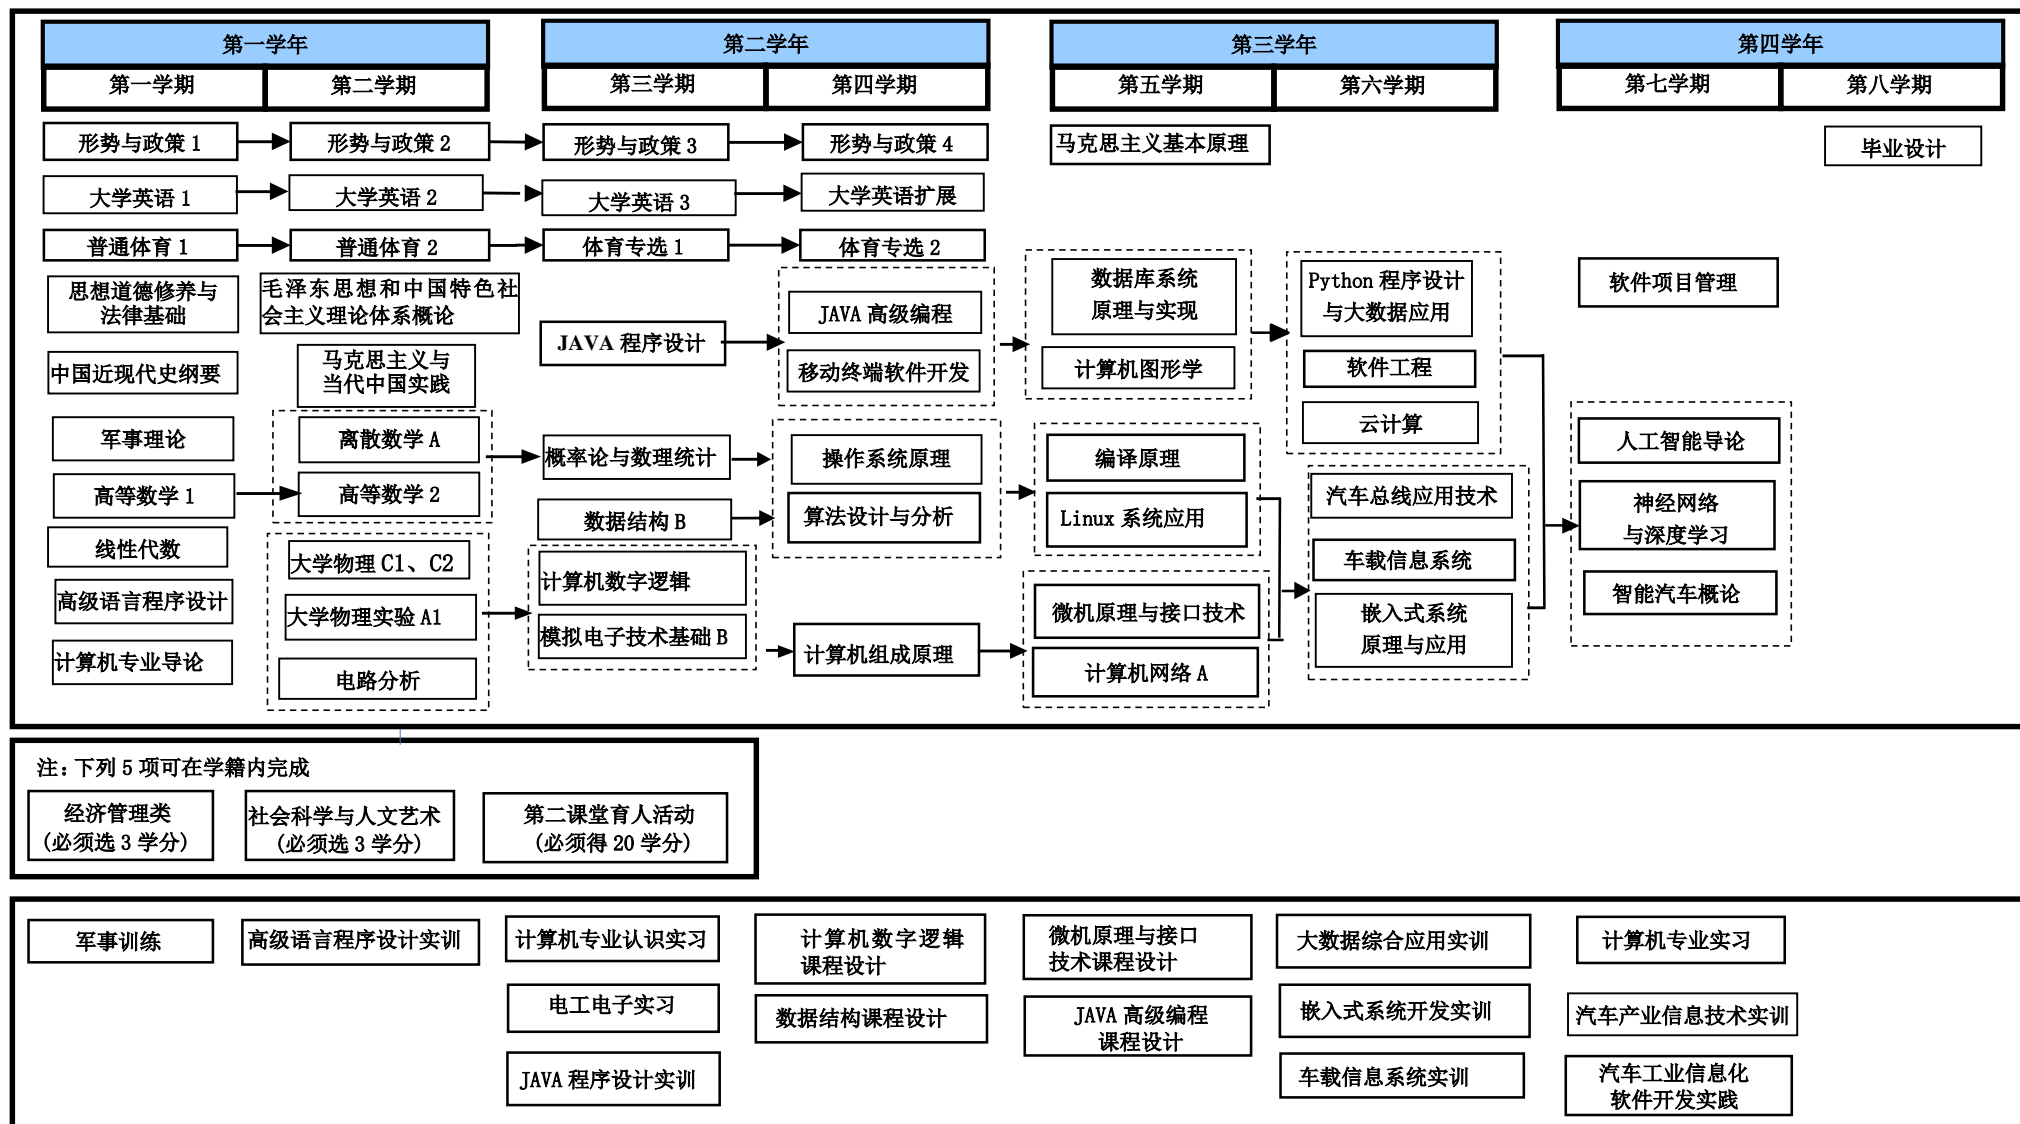 第一学年
第二学年
第三学年
第四学年
第一学期
第二学期
第三学期
第四学期
第五学期
第六学期
第七学期
第八学期
形势与政策 1
形势与政策 2
形势与政策 3
形势与政策 4
马克思主义基本原理
毕业设计
大学英语 1
大学英语 2
大学英语 3
大学英语扩展
普通体育 1
普通体育 2
体育专选 1
体育专选 2
思想道德修养与
法律基础
毛泽东思想和中国特色社
会主义理论体系概论
JAVA 程序设计
JAVA 高级编程
移动终端软件开发
数据库系统
原理与实现
计算机图形学
Python 程序设计
与大数据应用
软件工程
云计算
软件项目管理
中国近现代史纲要
马克思主义与
当代中国实践
军事理论
离散数学 A
概率论与数理统计
操作系统原理
编译原理
人工智能导论
高等数学 1
高等数学 2
数据结构 B
算法设计与分析
Linux 系统应用
汽车总线应用技术
神经网络
与深度学习
线性代数
大学物理 C1、C2
计算机数字逻辑
车载信息系统
智能汽车概论
高级语言程序设计
大学物理实验 A1
模拟电子技术基础 B
微机原理与接口技术
嵌入式系统
原理与应用
计算机专业导论
电路分析
计算机组成原理
计算机网络 A
注：下列 5 项可在学籍内完成
经济管理类
（必须选 3 学分）
社会科学与人文艺术
（必须选 3 学分）
第二课堂育人活动
（必须得 20 学分）
军事训练
高级语言程序设计实训
计算机专业认识实习
计算机数字逻辑
课程设计
微机原理与接口
技术课程设计
大数据综合应用实训
计算机专业实习
电工电子实习
数据结构课程设计
JAVA 高级编程
课程设计
嵌入式系统开发实训
汽车产业信息技术实训
JAVA 程序设计实训
车载信息系统实训
汽车工业信息化
软件开发实践